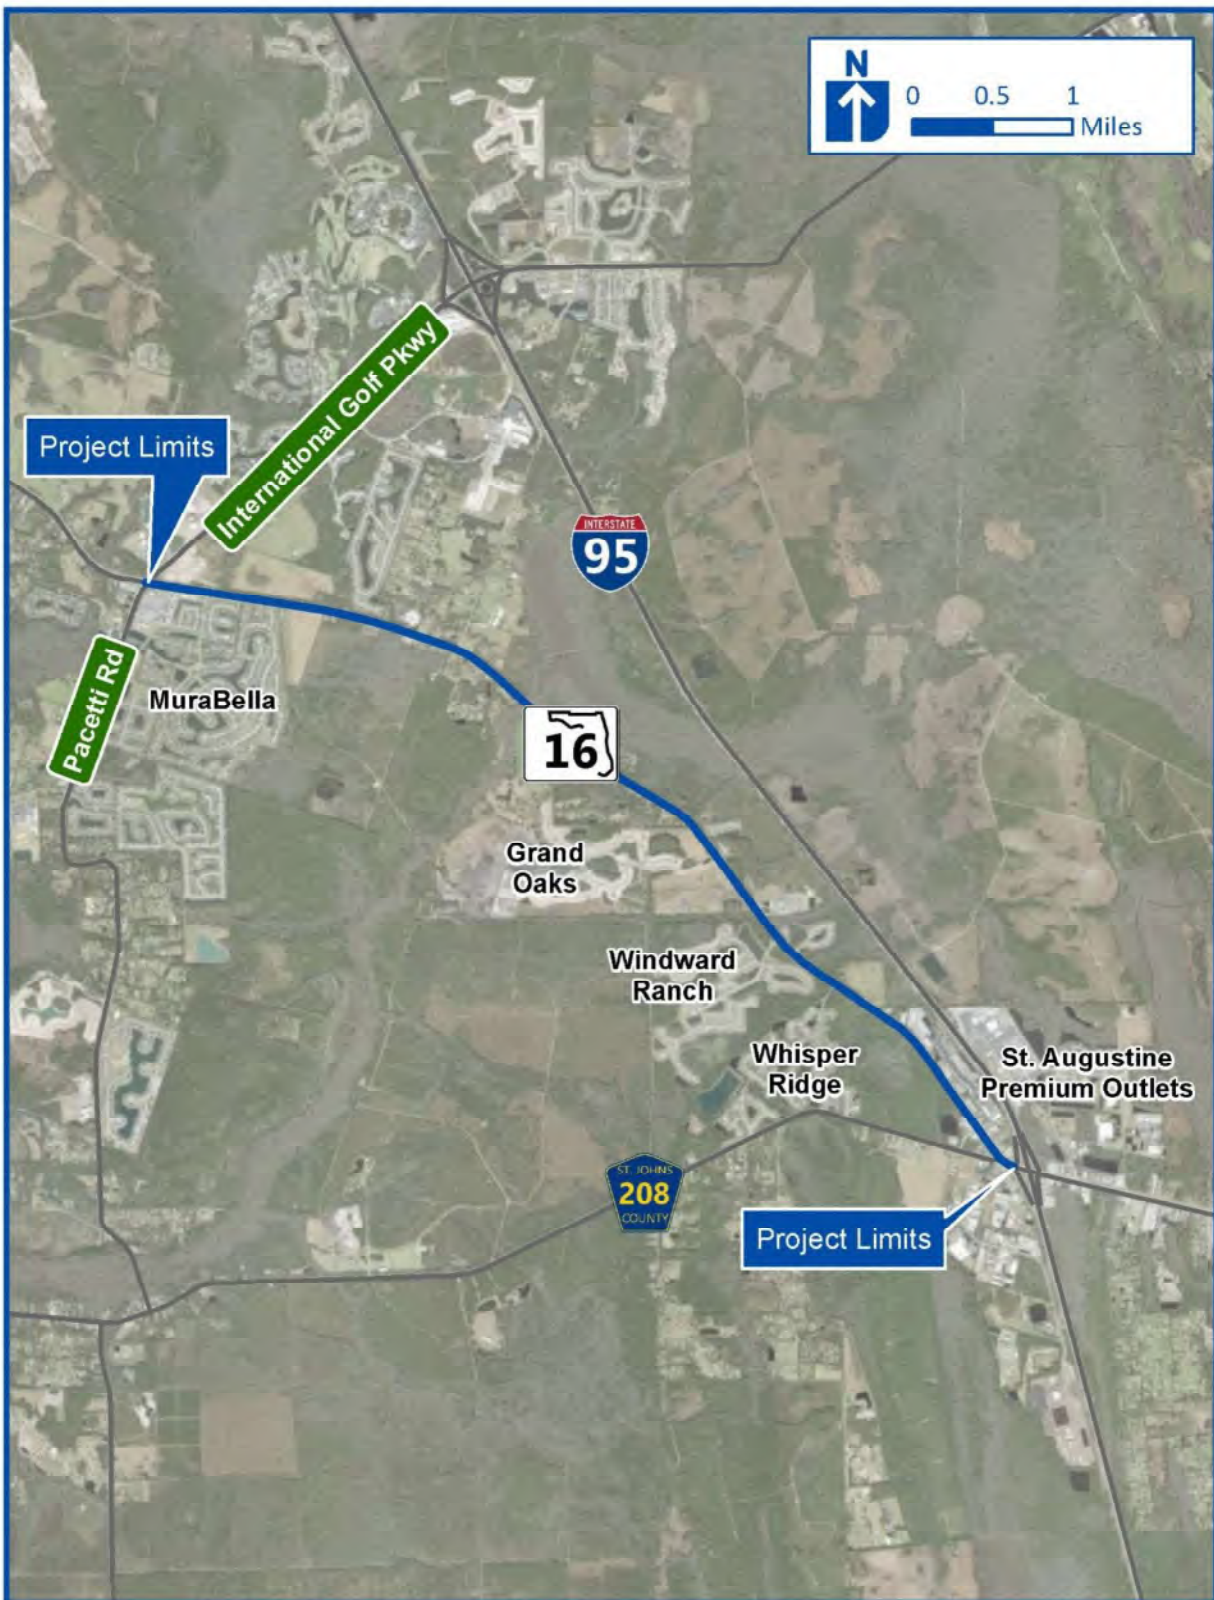 N
0 0.5 1
Miles
International Golf Pkwy
Project Limits
INTERSTATE
95
Pacetti Rd
MuraBella
16
Grand
Oaks
Windward
Ranch
Whisper
Ridge
St. Augustine
Premium Outlets
ST. JOHNS
208
COUNTY
Project Limits